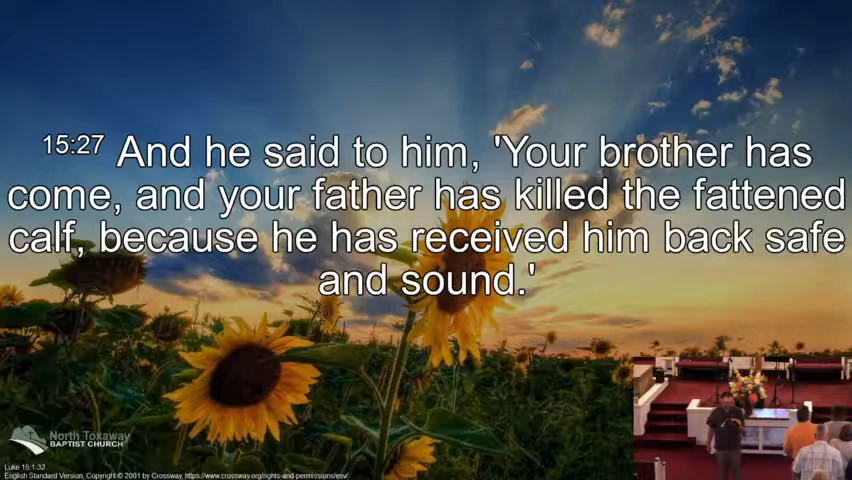 15:27 And he said to him, 'Your brother has
come, and your father has killed the fattened
calf, because he has received him back safe
and sound.'
North Toxaway
BAPTIST CHURCH
Luke 15:1-32
English Standard Version, Copyright © 2001 by Crossway, https://www.crossway.org/rights-and-permissions/esv/